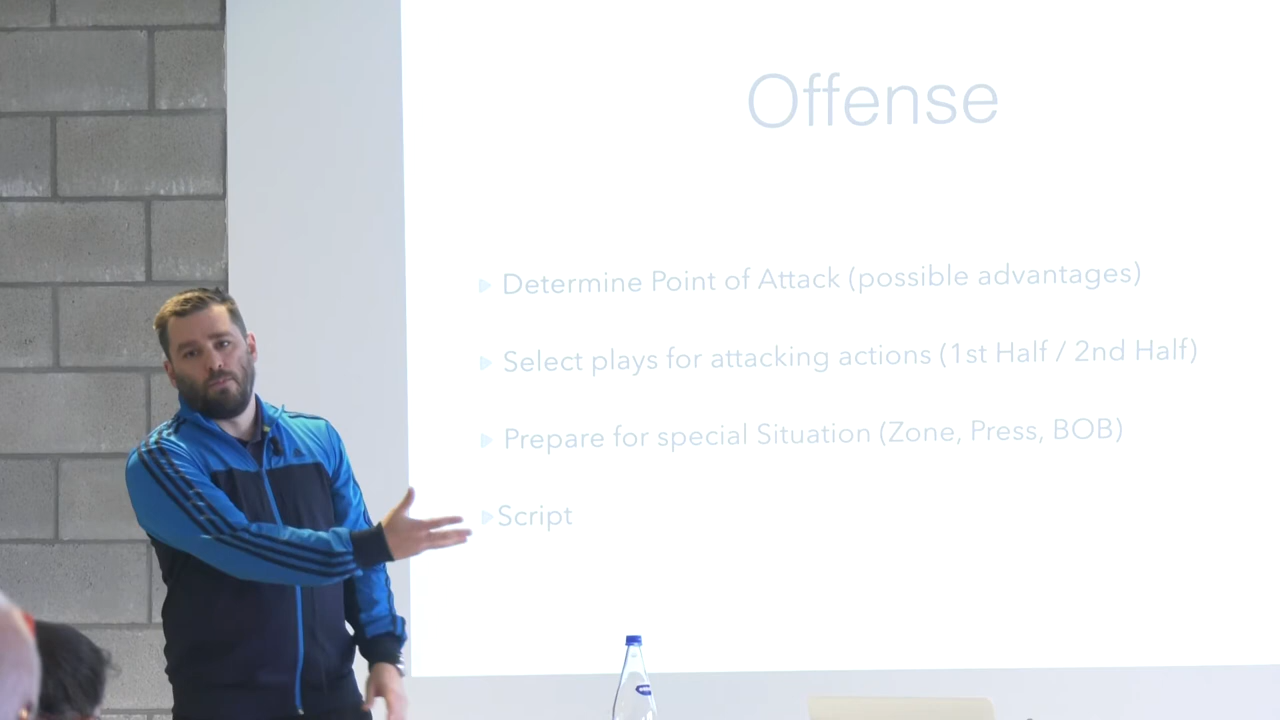 Offense
Determine Point of Attack (possible advantages)
Select plays for attacking actions (1st Half / 2nd Half)
Prepare for special Situation (Zone, Press, BOB)
Script